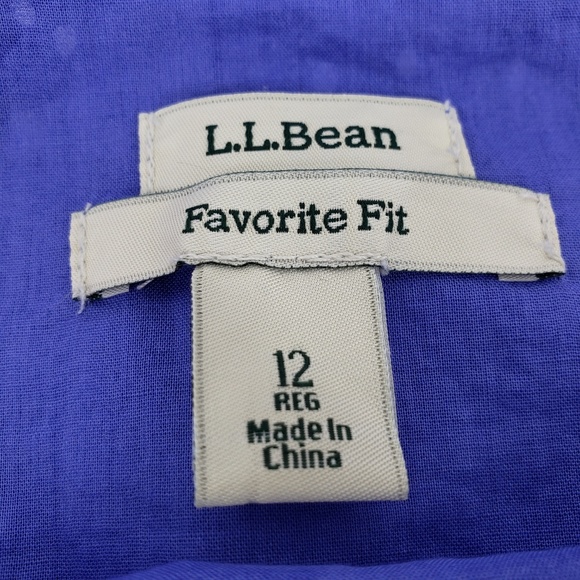 L.L.Bean
Favorite Fit
12
REG
Made In
China